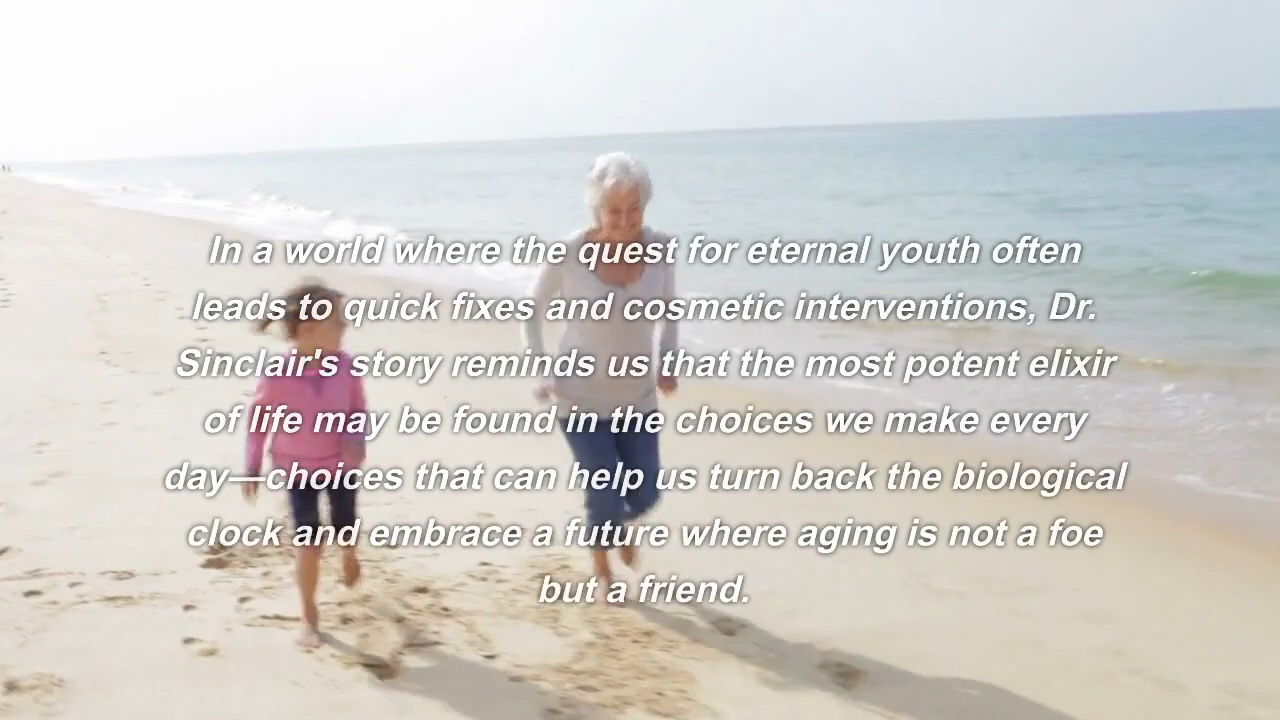 In a world where the quest for eternal youth often
leads to quick fixes and cosmetic interventions, Dr.
Sinclair's story reminds us that the most potent elixir
of life may be found in the choices we make every
day—choices that can help us turn back the biological
clock and embrace a future where aging is not a foe
but a friend.